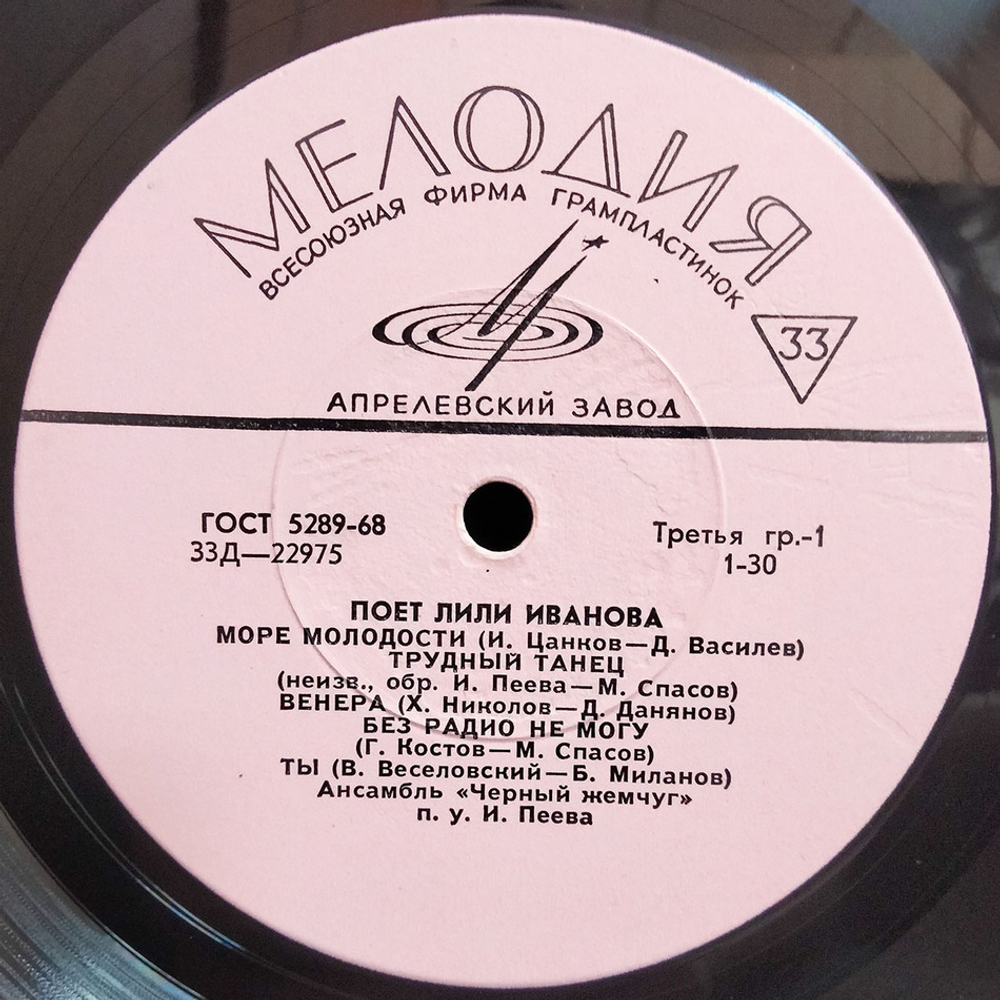 МЕЛОДИЯ
ВСЕСОЮЗНАЯ ФИРМА ГРАМПЛАСТИНОК
33
АПРЕЛЕВСКИЙ ЗАВОД
ГОСТ 5289-68
33Д—22975
Третья гр.-1
1-30
ПОЕТ ЛИЛИ ИВАНОВА
МОРЕ МОЛОДОСТИ (И. Цанков—Д. Василев)
ТРУДНЫЙ ТАНЕЦ
(неизв., обр. И. Пеева—М. Спасов)
ВЕНЕРА (Х. Николов—Д. Данянов)
БЕЗ РАДИО НЕ МОГУ
(Г. Костов—М. Спасов)
ТЫ (В. Веселовский—Б. Миланов)
Ансамбль «Черный жемчуг»
п. у. И. Пеева